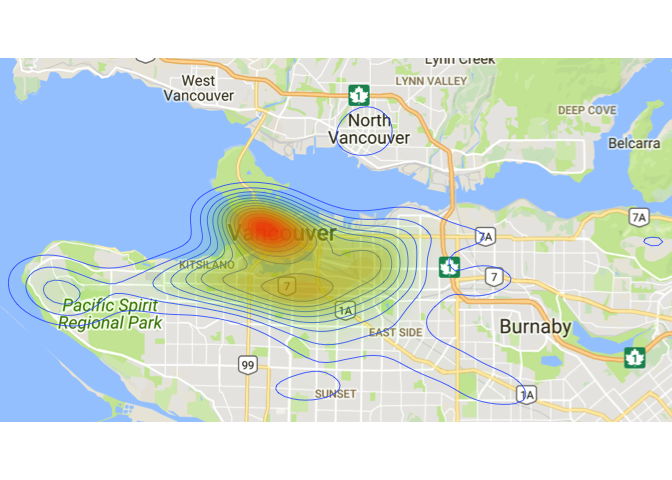 Lynn Creek
West
Vancouver
LYNN VALLEY
1
DEEP COVE
North
Vancouver
Belcarra
7A
Vancouver
7A
KITSILANO
1
7
7
Pacific Spirit
Regional Park
1A
EAST SIDE
Burnaby
1
99
SUNSET
1A